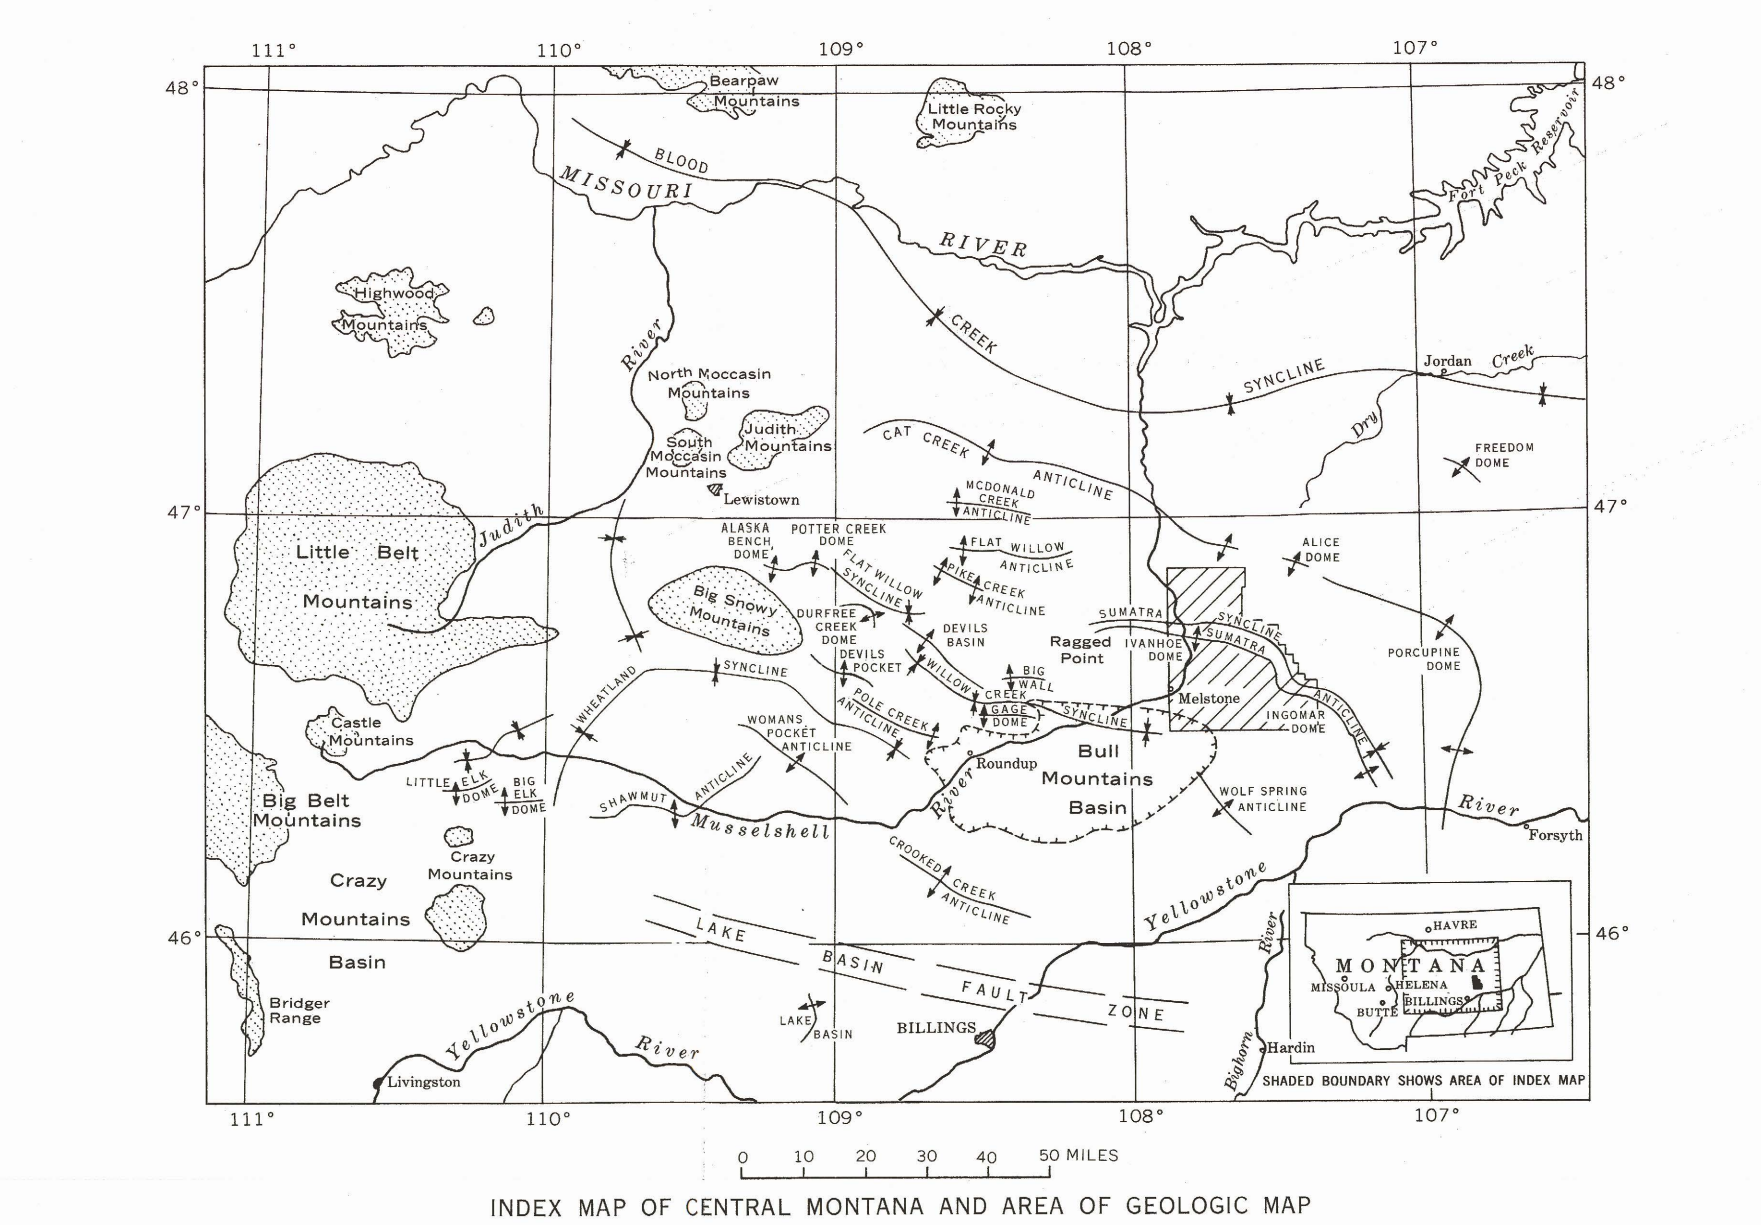 111°
110°
109°
108°
107°
48°
48°
Bearpaw
Mountains
Little Rocky
Mountains
Fort Peck Reservoir
BLOOD
MISSOURI
RIVER
Highwood
Mountains
River
CREEK
SYNCLINE
Jordan
Creek
Dry
North Moccasin
Mountains
Judith
Mountains
South
Moccasin
Mountains
Lewistown
CAT CREEK
ANTICLINE
FREEDOM
DOME
MCDONALD
CREEK
ANTICLINE
47°
47°
Judith
ALASKA
BENCH
DOME
POTTER CREEK
DOME
FLAT WILLOW
SYNCLINE
FLAT WILLOW
ANTICLINE
PIKE CREEK
ANTICLINE
ALICE
DOME
Little Belt
Mountains
Big Snowy
Mountains
DURFREE
CREEK
DOME
DEVILS
BASIN
SUMATRA
SYNCLINE
SUMATRA
ANTICLINE
Ragged
Point
IVANHOE
DOME
PORCUPINE
DOME
DEVILS
POCKET
WHEATLAND
SYNCLINE
WILLOW
CREEK
SYNCLINE
BIG
WALL
GAGE
DOME
Melstone
INGOMAR
DOME
POLE CREEK
ANTICLINE
WOMANS
POCKET
ANTICLINE
Castle
Mountains
Roundup
Bull
Mountains
Basin
LITTLE ELK
DOME
BIG
ELK
DOME
SHAWMUT ANTICLINE
Musselshell
River
WOLF SPRING
ANTICLINE
River
Forsyth
Big Belt
Mountains
Crazy
Mountains
CROOKED CREEK
ANTICLINE
Crazy
Mountains
Basin
Yellowstone
LAKE BASIN FAULT ZONE
46°
46°
River
Bighorn
Hardin
Bridger
Range
LAKE
BASIN
BILLINGS
Yellowstone
River
Livingston
HAVRE
MONTANA
MISSOULA
HELENA
BILLINGS
BUTTE
SHADED BOUNDARY SHOWS AREA OF INDEX MAP
111°
110°
109°
108°
107°
0 10 20 30 40 50 MILES
INDEX MAP OF CENTRAL MONTANA AND AREA OF GEOLOGIC MAP